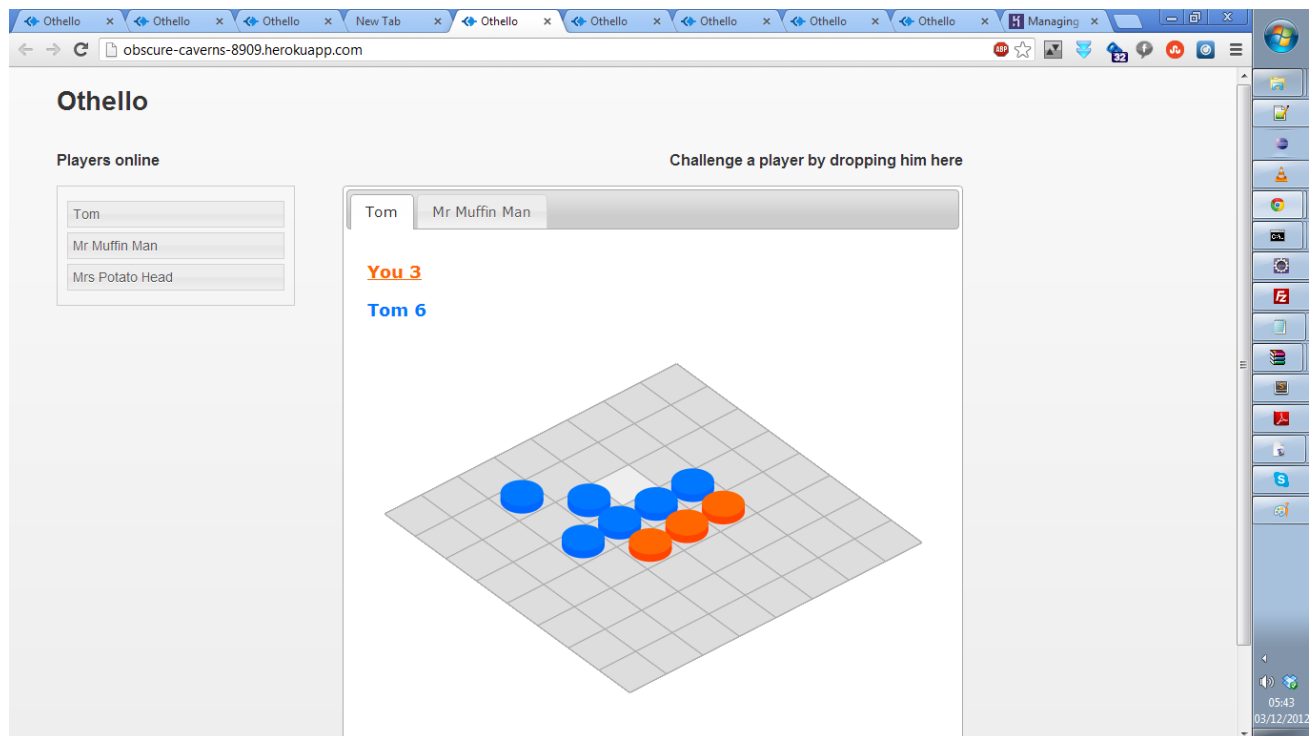 Othello
Othello
Othello
New Tab
Othello
Othello
Othello
Othello
Othello
Managing
obscure-caverns-8909.herokuapp.com
ABP
32
Othello
Players online
Challenge a player by dropping him here
Tom
Mr Muffin Man
Mrs Potato Head
Tom
Mr Muffin Man
You 3
Tom 6
05:43
03/12/2012